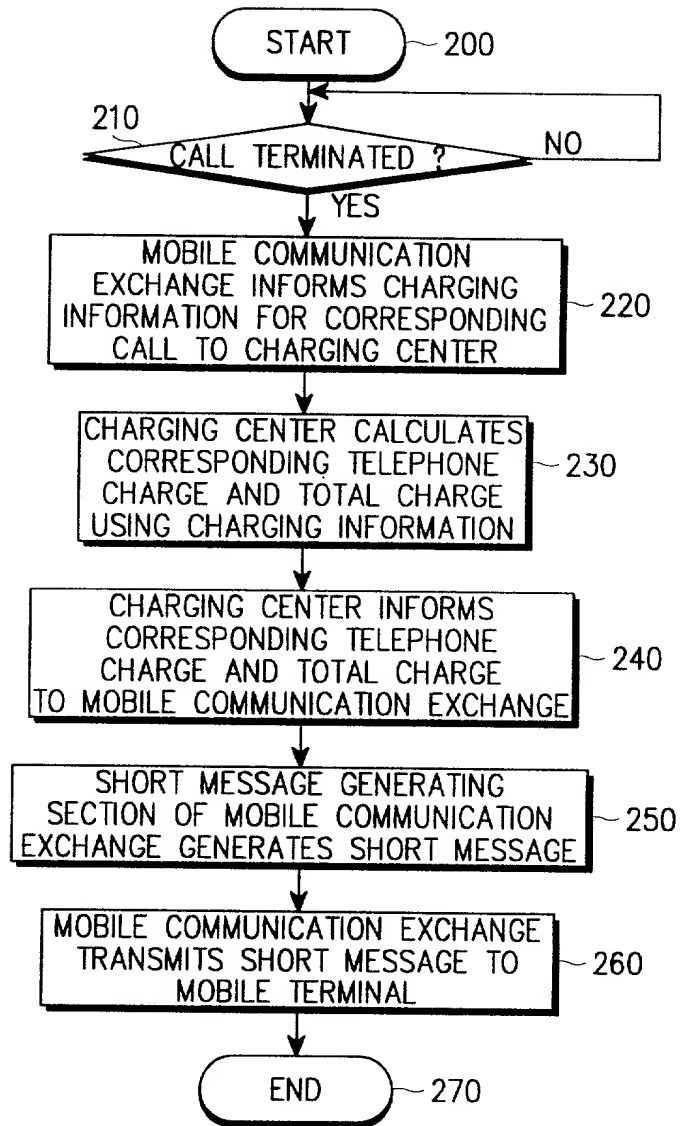 START
200
210
CALL TERMINATED ?
NO
YES
MOBILE COMMUNICATION
EXCHANGE INFORMS CHARGING
INFORMATION FOR CORRESPONDING
CALL TO CHARGING CENTER
220
CHARGING CENTER CALCULATES
CORRESPONDING TELEPHONE
CHARGE AND TOTAL CHARGE
USING CHARGING INFORMATION
230
CHARGING CENTER INFORMS
CORRESPONDING TELEPHONE
CHARGE AND TOTAL CHARGE
TO MOBILE COMMUNICATION EXCHANGE
240
SHORT MESSAGE GENERATING
SECTION OF MOBILE COMMUNICATION
EXCHANGE GENERATES SHORT MESSAGE
250
MOBILE COMMUNICATION EXCHANGE
TRANSMITS SHORT MESSAGE TO
MOBILE TERMINAL
260
END
270